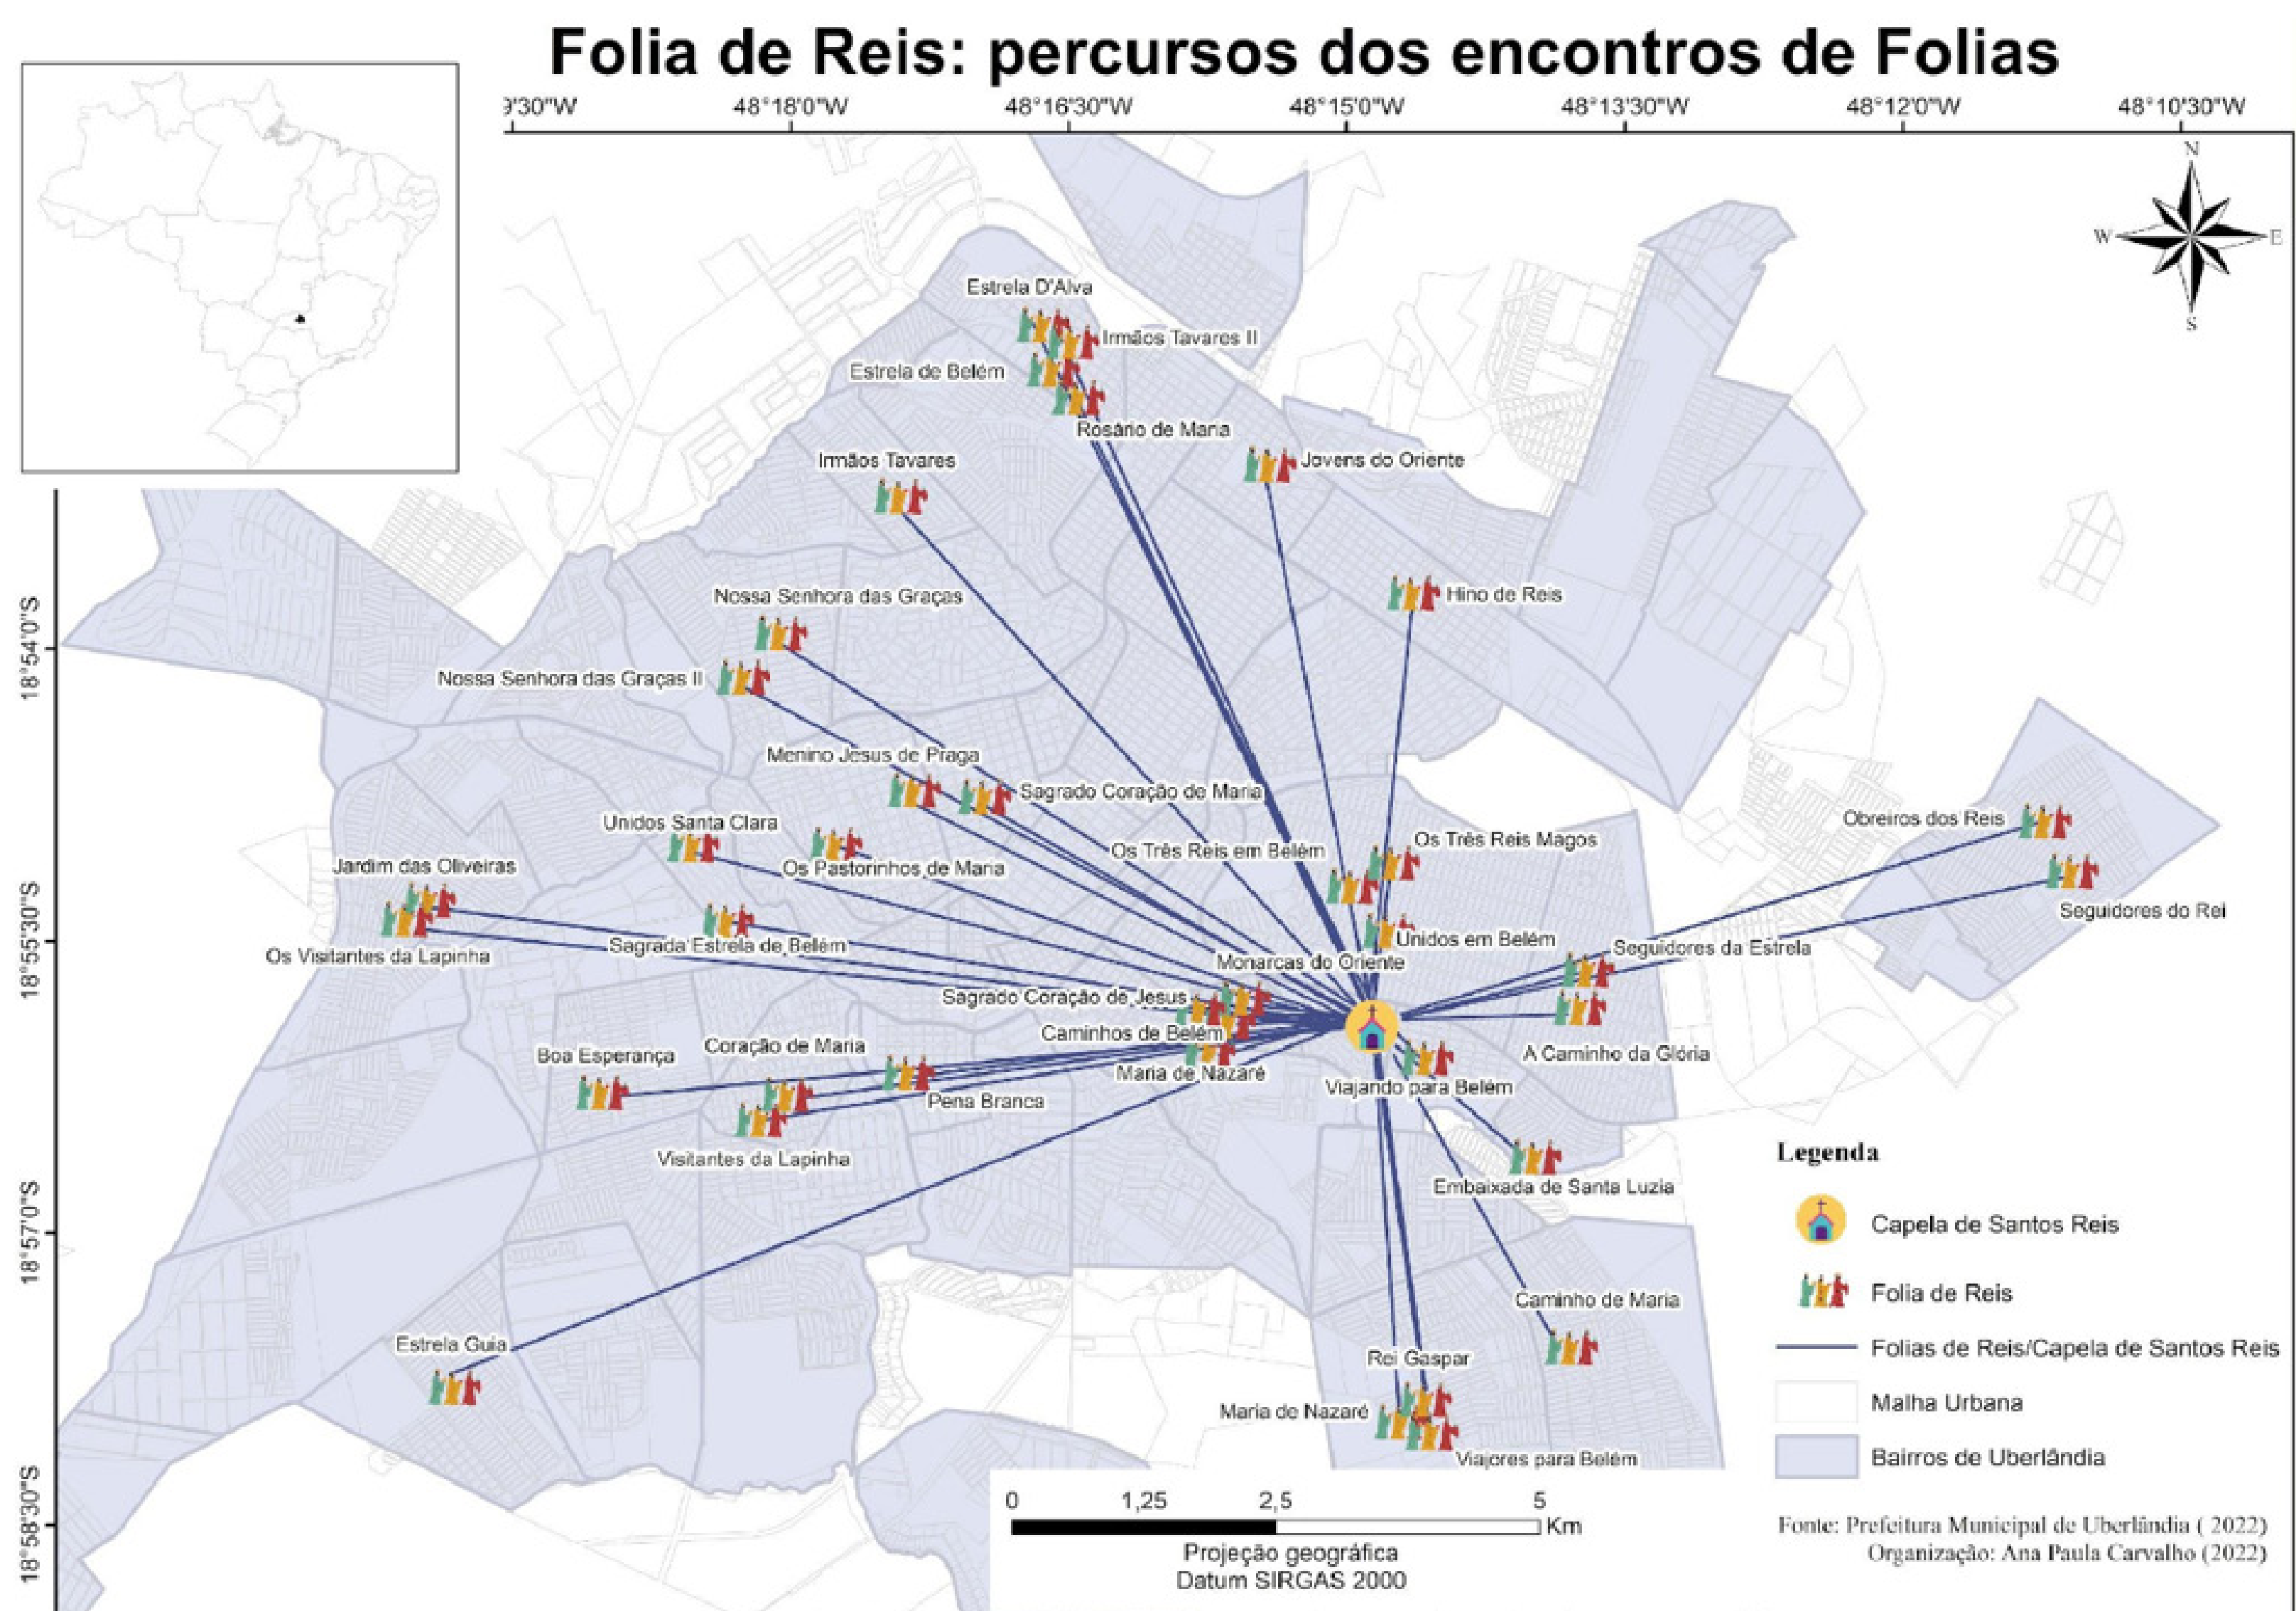 Folia de Reis: percursos dos encontros de Folias
9'30"W 48°18'0"W 48°16'30"W 48°15'0"W 48°13'30"W 48°12'0"W 48°10'30"W
N
W E
S
Estrela D'Alva
Irmãos Tavares II
Estrela de Belém
Rosário de Maria
Irmãos Tavares
Jovens do Oriente
Nossa Senhora das Graças
Hino de Reis
18°54'0"S
Nossa Senhora das Graças II
Menino Jesus de Praga
Sagrado Coração de Maria
Unidos Santa Clara
Obreiros dos Reis
Os Três Reis Magos
Os Três Reis em Belém
Jardim das Oliveiras
Os Pastorinhos de Maria
Seguidores do Rei
18°55'30"S
Unidos em Belém
Sagrada Estrela de Belém
Seguidores da Estrela
Os Visitantes da Lapinha
Monarcas do Oriente
Sagrado Coração de Jesus
Caminhos de Belém
Coração de Maria
Boa Esperança
A Caminho da Glória
Maria de Nazaré
Viajando para Belém
Pena Branca
Visitantes da Lapinha
Embaixada de Santa Luzia
18°57'0"S
Caminho de Maria
Estrela Guia
Rei Gaspar
Maria de Nazaré
Viajores para Belém
18°58'30"S
Legenda
Capela de Santos Reis
Folia de Reis
Folias de Reis/Capela de Santos Reis
Malha Urbana
Bairros de Uberlândia
0 1,25 2,5 5
Km
Projeção geográfica
Datum SIRGAS 2000
Fonte: Prefeitura Municipal de Uberlândia ( 2022)
Organização: Ana Paula Carvalho (2022)